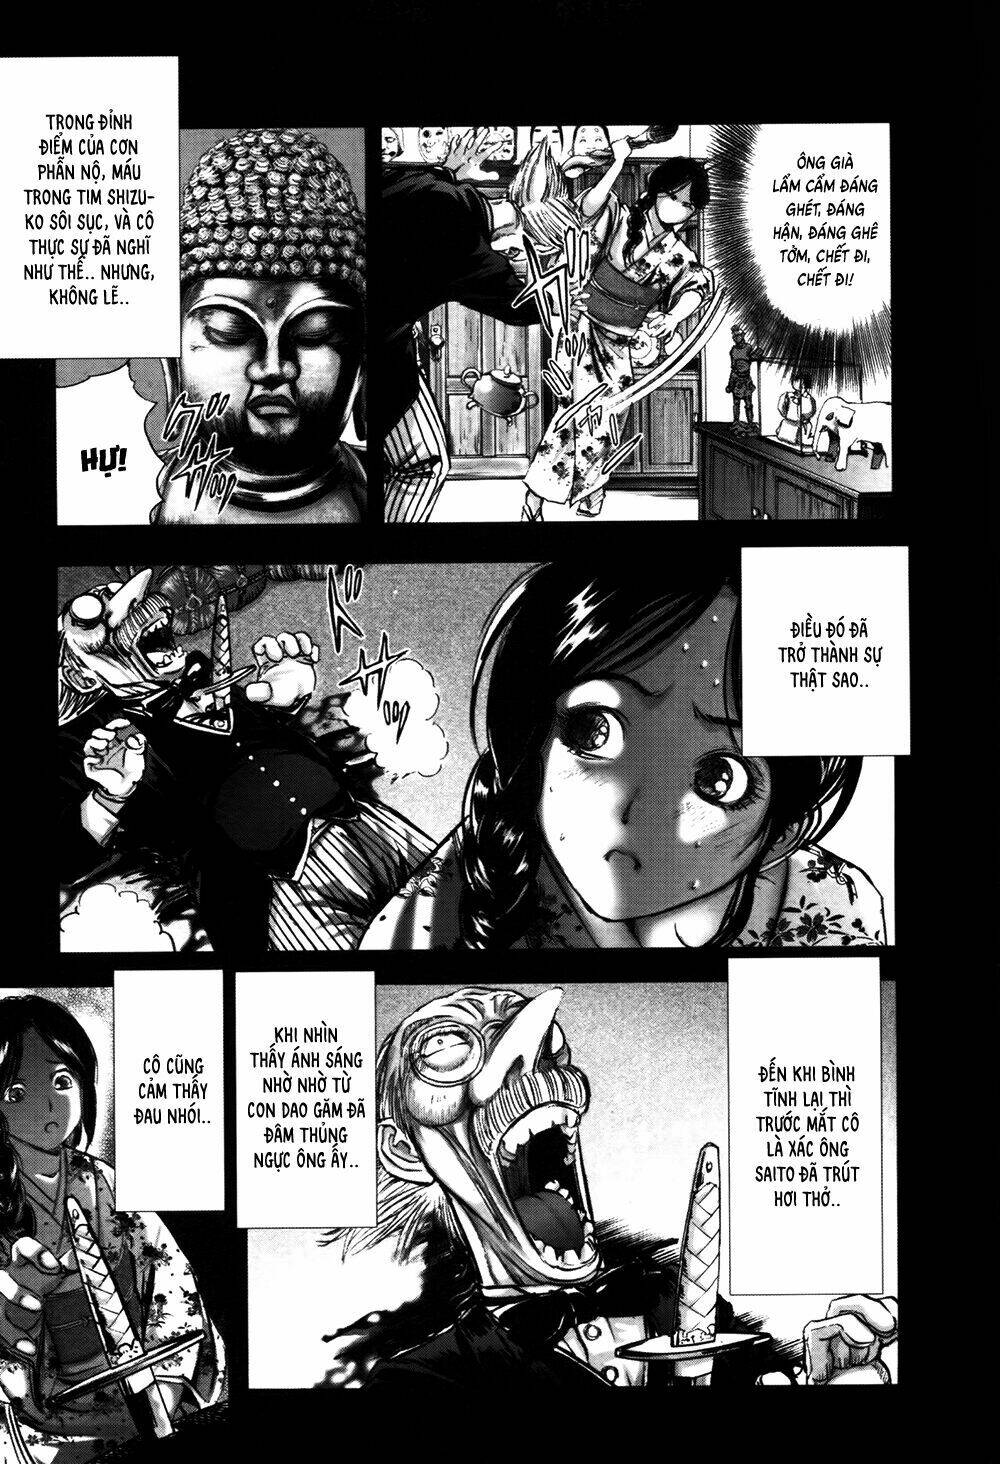 ÔNG GIÀ
LẨM CẨM ĐÁNG
GHÉT, ĐÁNG
HẬN, ĐÁNG GHÊ
TỞM, CHẾT ĐI,
CHẾT ĐI!
TRONG ĐỈNH
ĐIỂM CỦA CƠN
PHẪN NỘ, MÁU
TRONG TIM SHIZU-
KO SÔI SỤC, VÀ CÔ
THỰC SỰ ĐÃ NGHĨ
NHƯ THẾ.. NHƯNG,
KHÔNG LẼ..
HỰ!
ĐIỀU ĐÓ ĐÃ
TRỞ THÀNH SỰ
THẬT SAO..
ĐẾN KHI BÌNH
TĨNH LẠI THÌ
TRƯỚC MẮT CÔ
LÀ XÁC ÔNG
SAITO ĐÃ TRÚT
HƠI THỞ..
KHI NHÌN
THẤY ÁNH SÁNG
NHỜ NHỜ TỪ
CON DAO GĂM ĐÃ
ĐÂM THỦNG
NGỰC ÔNG ẤY..
CÔ CŨNG
CẢM THẤY
ĐAU NHÓI..